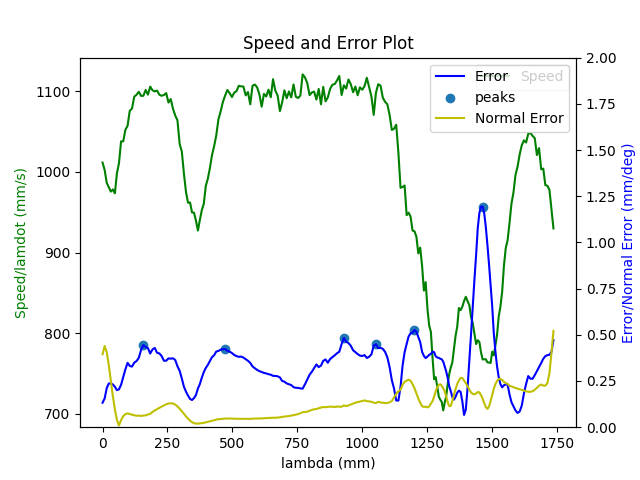 Speed and Error Plot
Speed/lamdot (mm/s)
1100
1000
900
800
700
Error
Speed
peaks
Normal Error
2.00
1.75
1.50
1.25
1.00
0.75
0.50
0.25
0.00
Error/Normal Error (mm/deg)
0 250 500 750 1000 1250 1500 1750
lambda (mm)